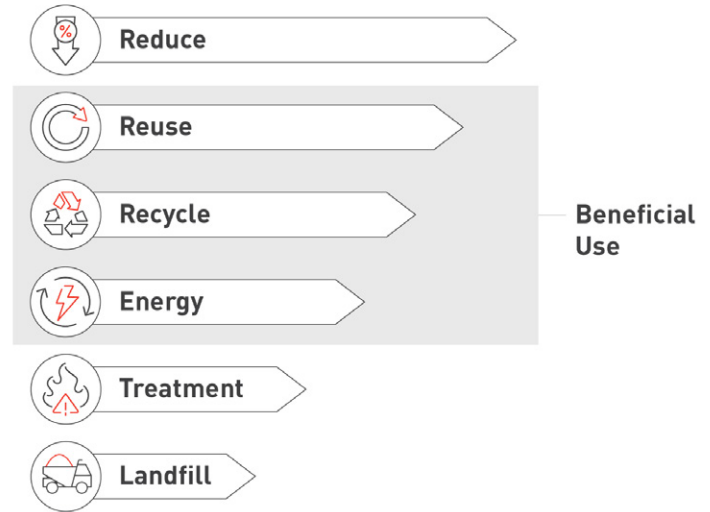 %
Reduce
Reuse
Recycle
Energy
Treatment
Landfill
Beneficial
Use